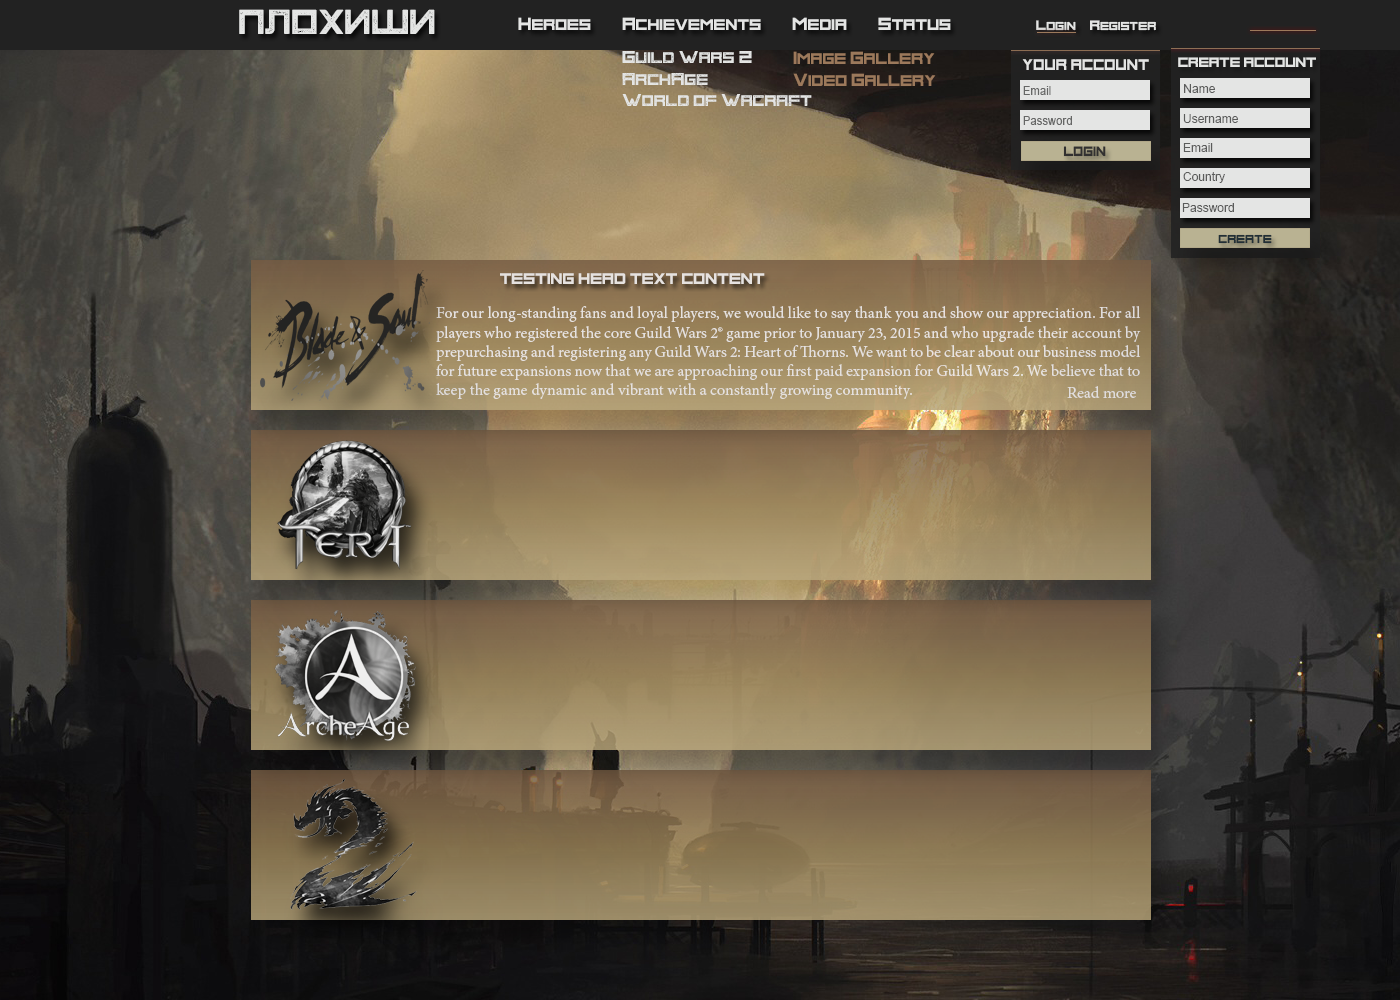 ПЛОХИШИ
Heroes Achievements Media Status
Login Register
Guild Wars 2
ArchAge
World of Wacraft
Image Gallery
Video Gallery
YOUR ACCOUNT
Email
Password
LOGIN
CREATE ACCOUNT
Name
Username
Email
Country
Password
CREATE
Blade & Soul
TESTING HEAD TEXT CONTENT
For our long-standing fans and loyal players, we would like to say thank you and show our appreciation. For all
players who registered the core Guild Wars 2® game prior to January 23, 2015 and who upgrade their account by
prepurchasing and registering any Guild Wars 2: Heart of Thorns. We want to be clear about our business model
for future expansions now that we are approaching our first paid expansion for Guild Wars 2. We believe that to
keep the game dynamic and vibrant with a constantly growing community.
Read more
TERA
A
ArcheAge
2